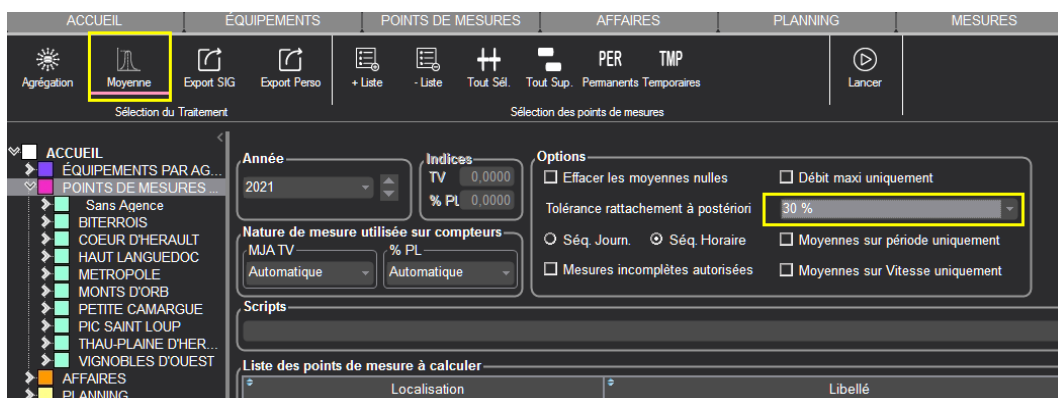 ACCUEIL ÉQUIPEMENTS POINTS DE MESURES AFFAIRES PLANNING MESURES
Agrégation Moyenne Export SIG Export Perso + Liste - Liste Tout Sél. Tout Sup. PER Permanents TMP Temporaires Lancer
Sélection du Traitement Sélection des points de mesures
ACCUEIL
ÉQUIPEMENTS PAR AG...
POINTS DE MESURES ...
Sans Agence
BITERROIS
COEUR D'HERAULT
HAUT LANGUEDOC
METROPOLE
MONTS D'ORB
PETITE CAMARGUE
PIC SAINT LOUP
THAU-PLAINE D'HER...
VIGNOBLES D'OUEST
AFFAIRES
PLANNING
Année
2021
Indices
TV 0,0000
% PL 0,0000
Nature de mesure utilisée sur compteurs
MJA TV % PL
Automatique Automatique
Options
Effacer les moyennes nulles Débit maxi uniquement
Tolérance rattachement à postériori 30 %
Séq. Journ. Séq. Horaire Moyennes sur période uniquement
Mesures incomplètes autorisées Moyennes sur Vitesse uniquement
Scripts
Liste des points de mesure à calculer
Localisation Libellé